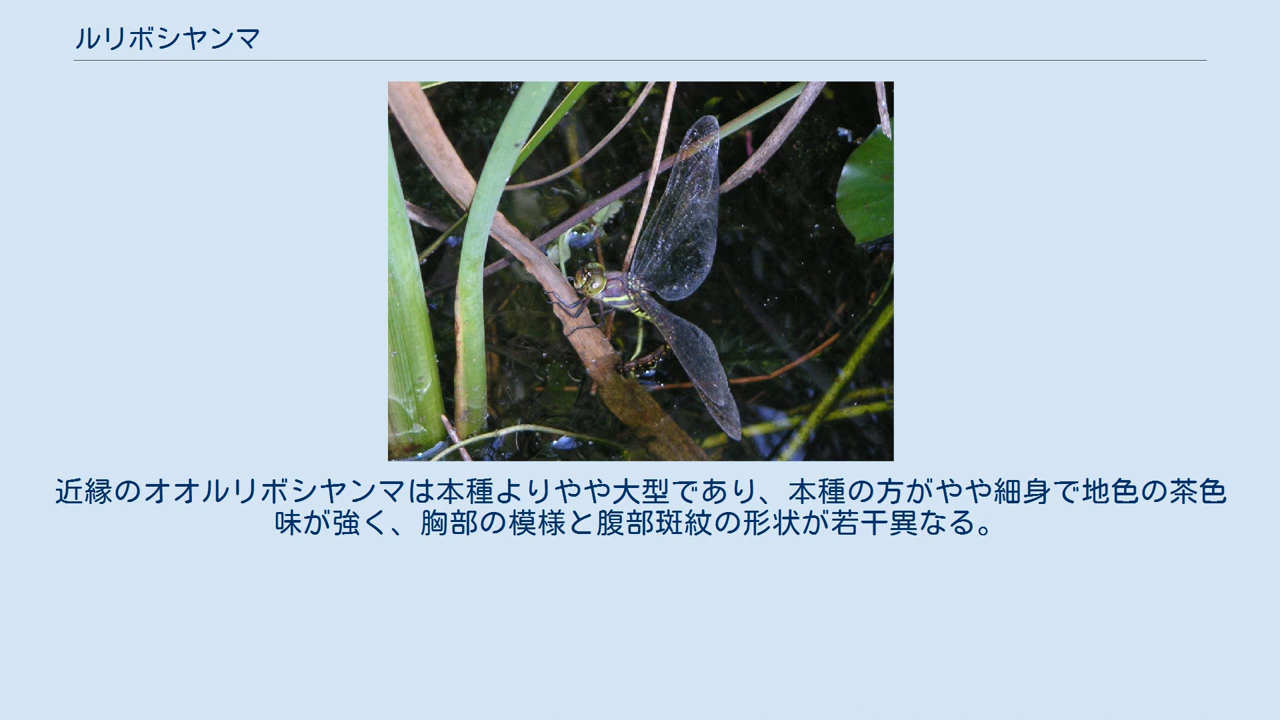 ルリボシヤンマ
近縁のオオルリボシヤンマは本種よりやや大型であり、本種の方がやや細身で地色の茶色
味が強く、胸部の模様と腹部斑紋の形状が若干異なる。